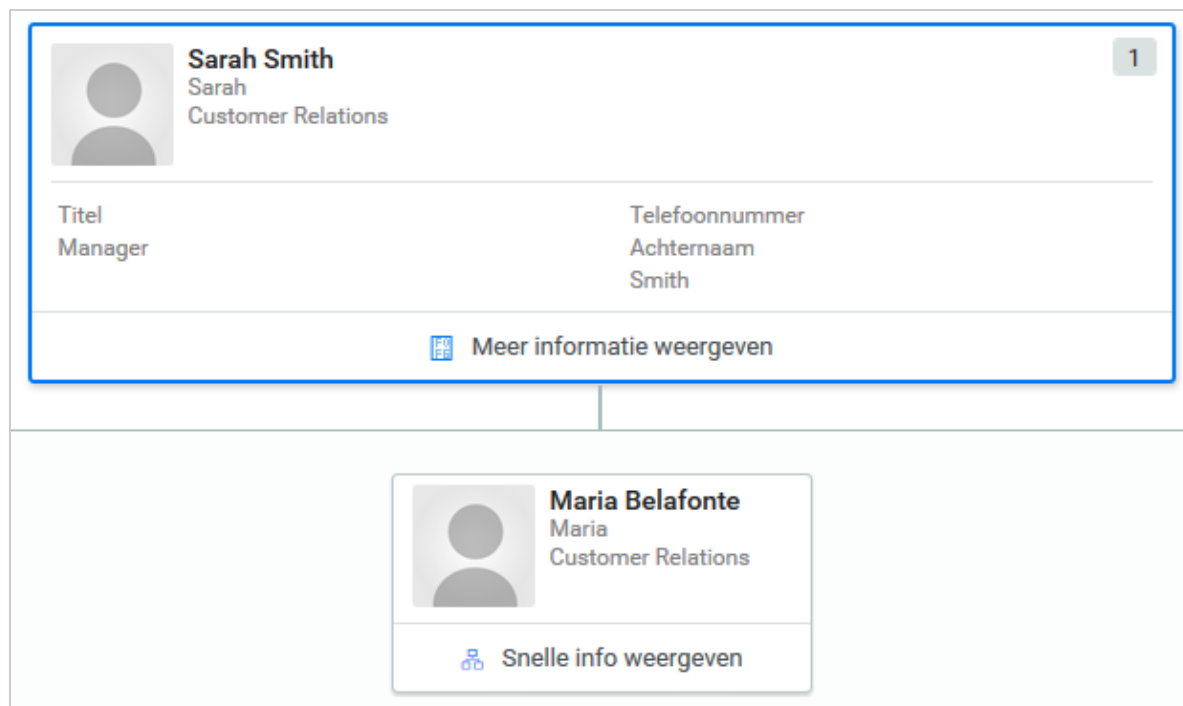 Sarah Smith
1
Sarah
Customer Relations
Titel
Manager
Telefoonnummer
Achternaam
Smith
Meer informatie weergeven
Maria Belafonte
Maria
Customer Relations
Snelle info weergeven